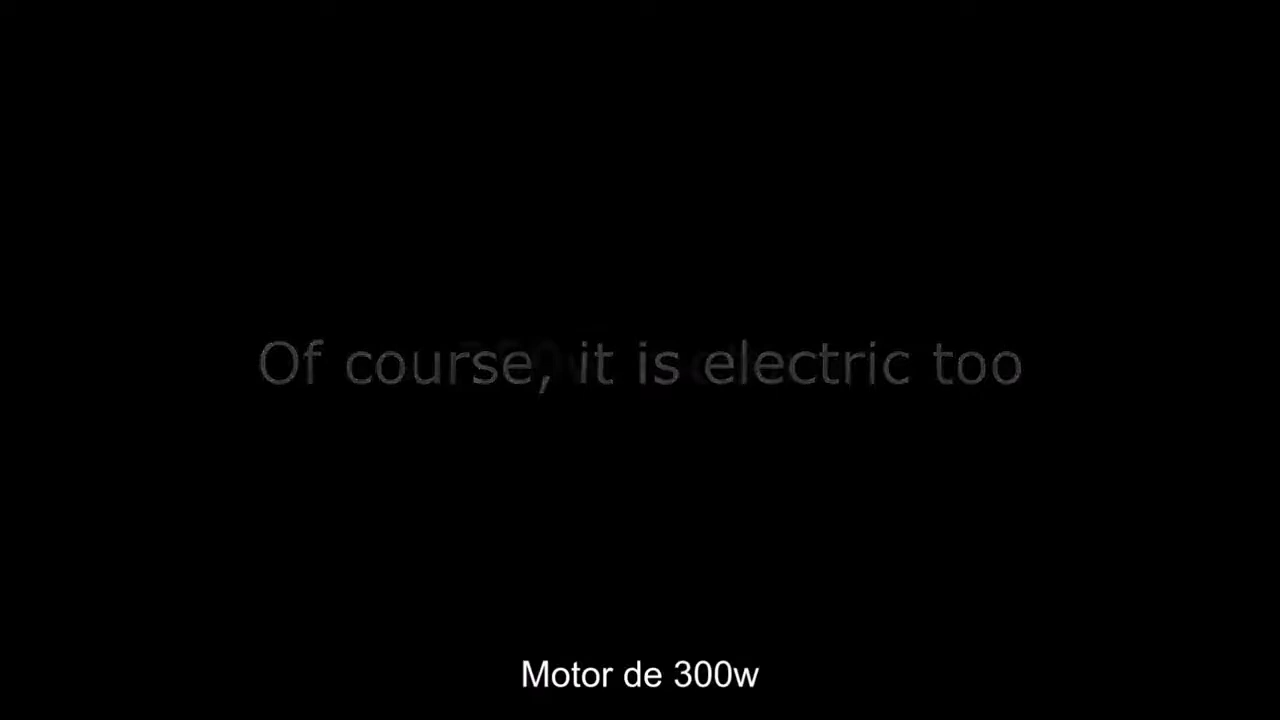 Of course, it is electric too
Motor de 300w